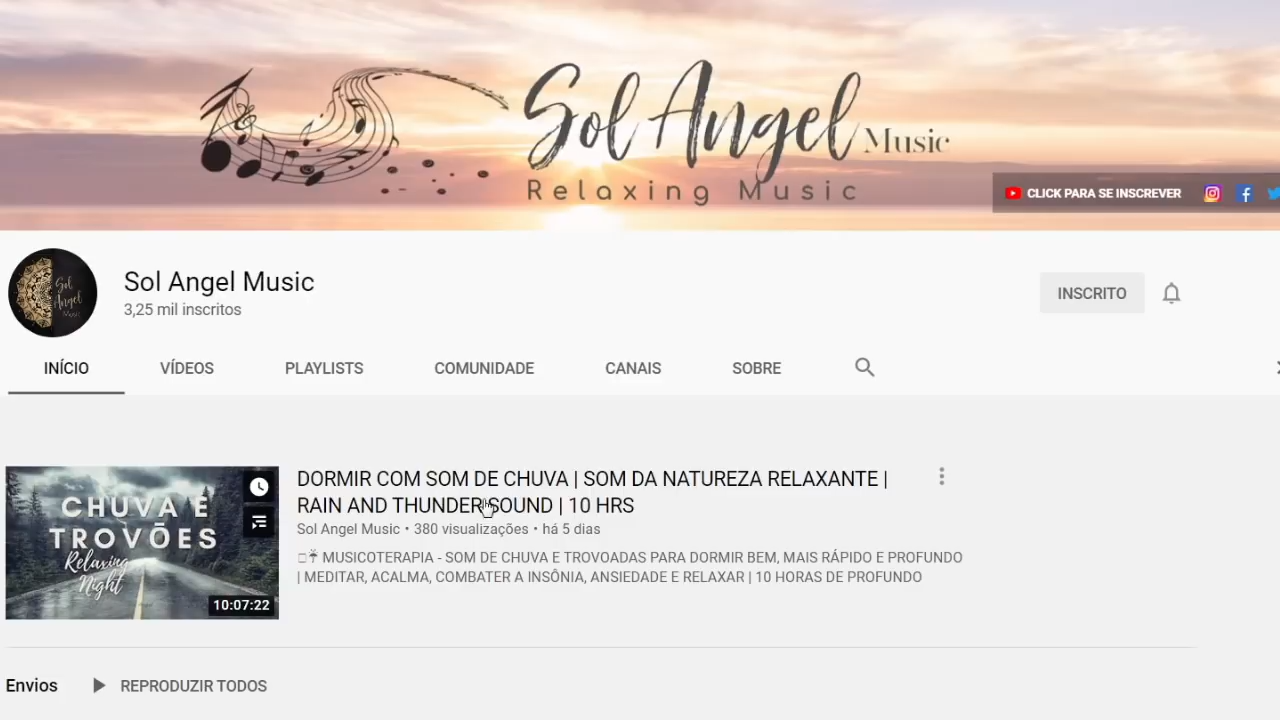 Sol Angel Music
Relaxing Music
CLICK PARA SE INSCREVER
Sol
Angel
Music
Sol Angel Music
3,25 mil inscritos
INSCRITO
INÍCIO VÍDEOS PLAYLISTS COMUNIDADE CANAIS SOBRE
CHUVA E
TROVÕES
Relaxing
Night
10:07:22
DORMIR COM SOM DE CHUVA | SOM DA NATUREZA RELAXANTE |
RAIN AND THUNDER SOUND | 10 HRS
Sol Angel Music • 380 visualizações • há 5 dias
MUSICOTERAPIA - SOM DE CHUVA E TROVOADAS PARA DORMIR BEM, MAIS RÁPIDO E PROFUNDO
| MEDITAR, ACALMA, COMBATER A INSÔNIA, ANSIEDADE E RELAXAR | 10 HORAS DE PROFUNDO
Envios REPRODUZIR TODOS